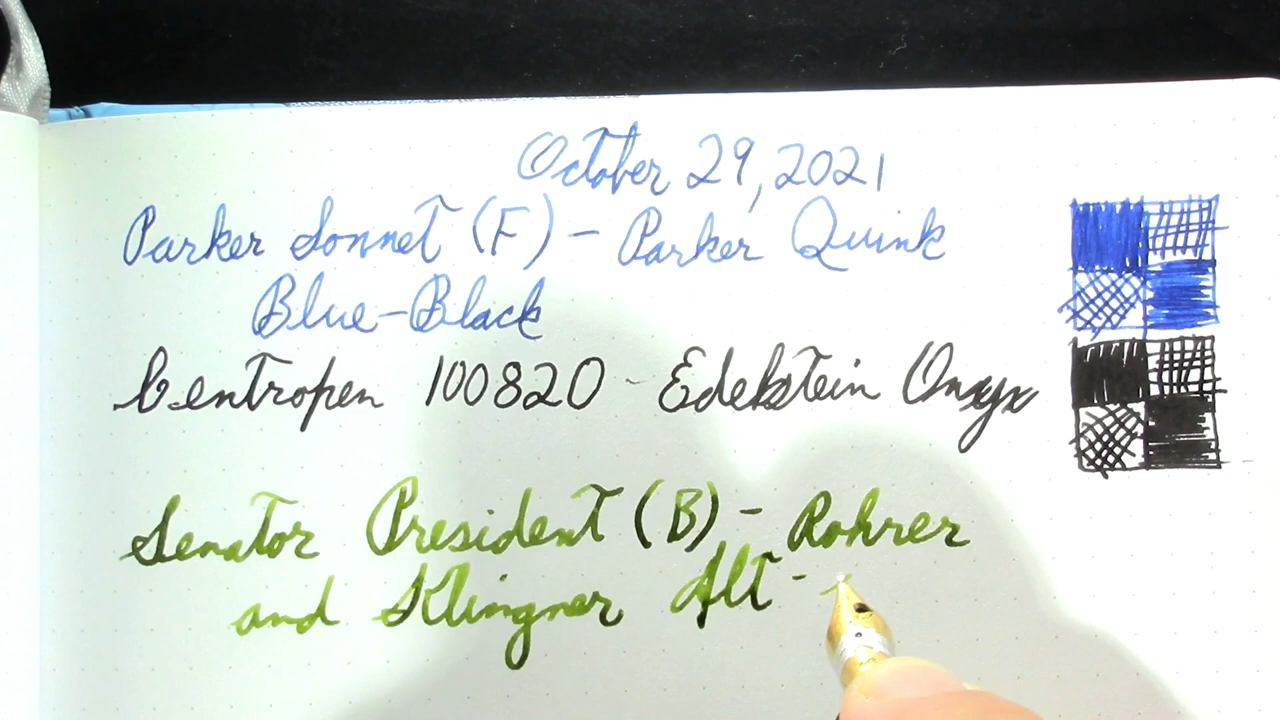 October 29, 2021
Parker Sonnet (F) - Parker Quink
Blue-Black
Centropen 100820 - Edelstein Onyx
Senator President (B) - Rohrer
and Klingner Alt -